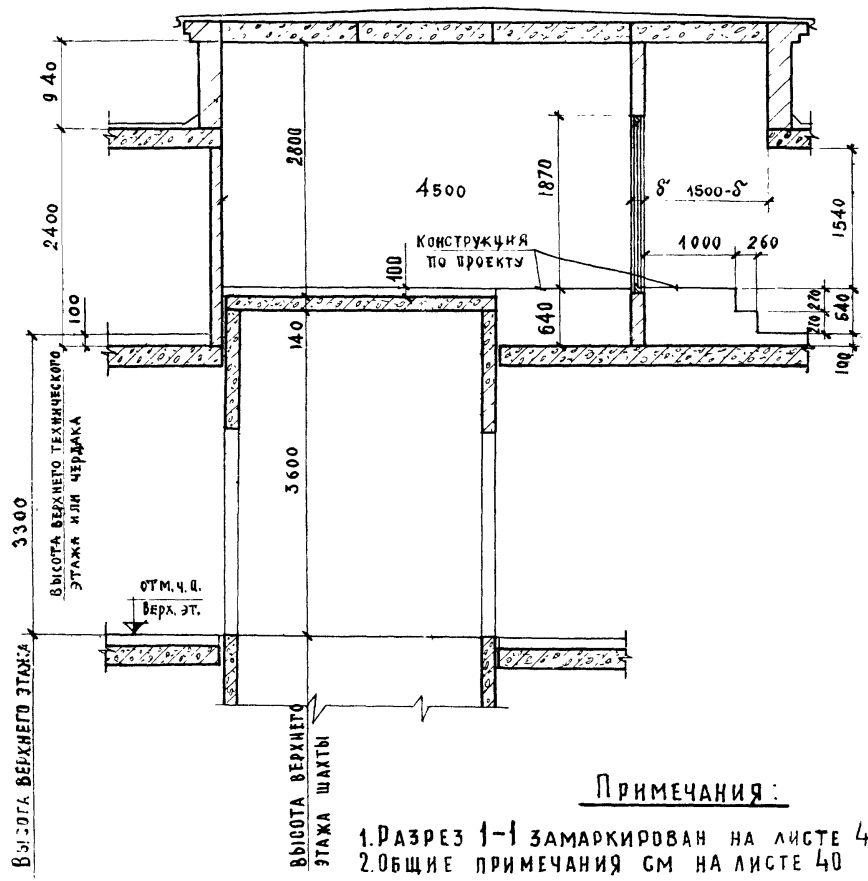 940
2800
1870
4500
δ 1500-δ
1540
2400
КОНСТРУКЦИЯ
ПО ПРОЕКТУ
1000 260
100
100
640
270
270
640
140
100
ВЫСОТА ВЕРХНЕГО ТЕХНИЧЕСКОГО
ЭТАЖА ИЛИ ЧЕРДАКА
3600
3300
ОТМ. Ч. П.
ВЕРХ. ЭТ.
ВЫСОТА ВЕРХНЕГО ЭТАЖА
ВЫСОТА ВЕРХНЕГО
ЭТАЖА ШАХТЫ
ПРИМЕЧАНИЯ:
1. РАЗРЕЗ 1-1 ЗАМАРКИРОВАН НА ЛИСТЕ 4
2. ОБЩИЕ ПРИМЕЧАНИЯ СМ НА ЛИСТЕ 40